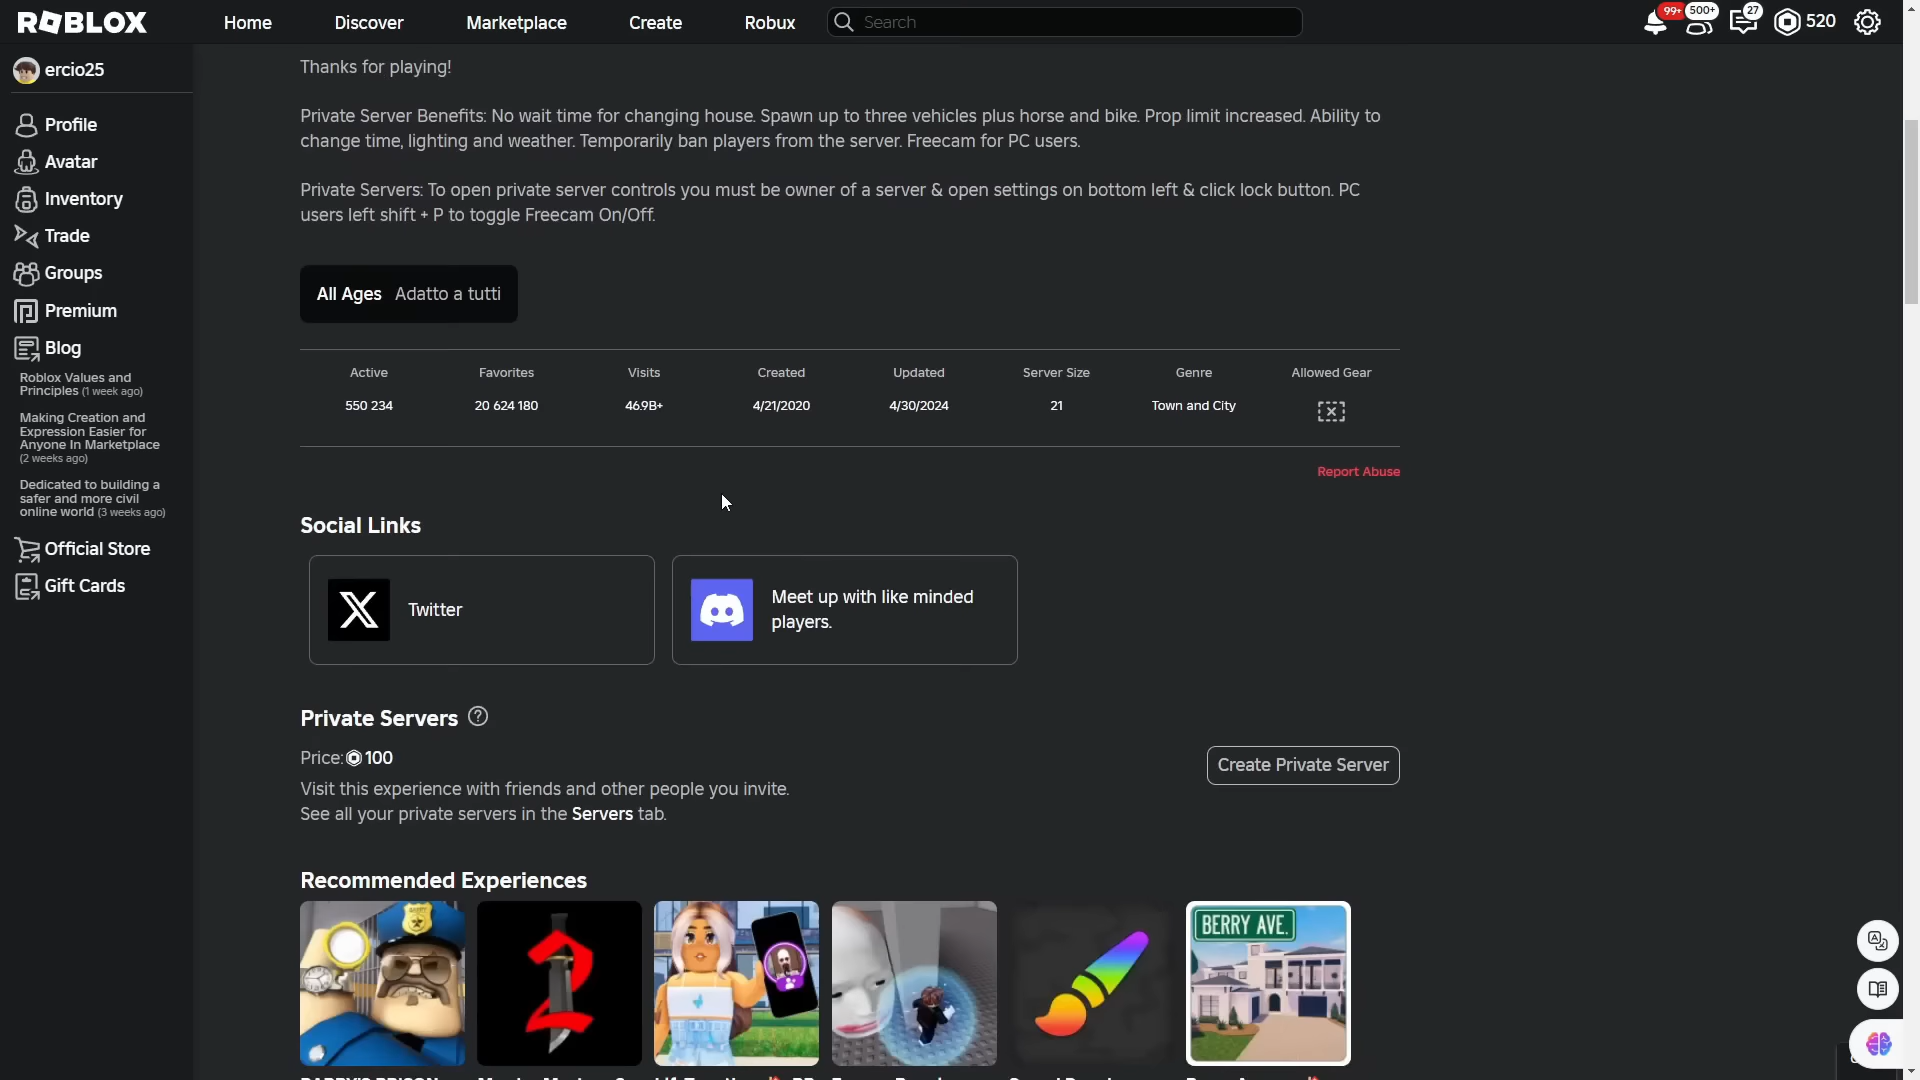 ROBLOX Home Discover Marketplace Create Robux Search 99+ 500+ 27 520
ercio25
Profile
Avatar
Inventory
Trade
Groups
Premium
Blog
Roblox Values and
Principles (1 week ago)
Making Creation and
Expression Easier for
Anyone In Marketplace
(2 weeks ago)
Dedicated to building a
safer and more civil
online world (3 weeks ago)
Official Store
Gift Cards
Thanks for playing!
Private Server Benefits: No wait time for changing house. Spawn up to three vehicles plus horse and bike. Prop limit increased. Ability to
change time, lighting and weather. Temporarily ban players from the server. Freecam for PC users.
Private Servers: To open private server controls you must be owner of a server & open settings on bottom left & click lock button. PC
users left shift + P to toggle Freecam On/Off.
All Ages Adatto a tutti
Active Favorites Visits Created Updated Server Size Genre Allowed Gear
550 234 20 624 180 46.9B+ 4/21/2020 4/30/2024 21 Town and City
Report Abuse
Social Links
Twitter
Meet up with like minded
players.
Private Servers
Price: 100
Create Private Server
Visit this experience with friends and other people you invite.
See all your private servers in the Servers tab.
Recommended Experiences
2
BERRY AVE.